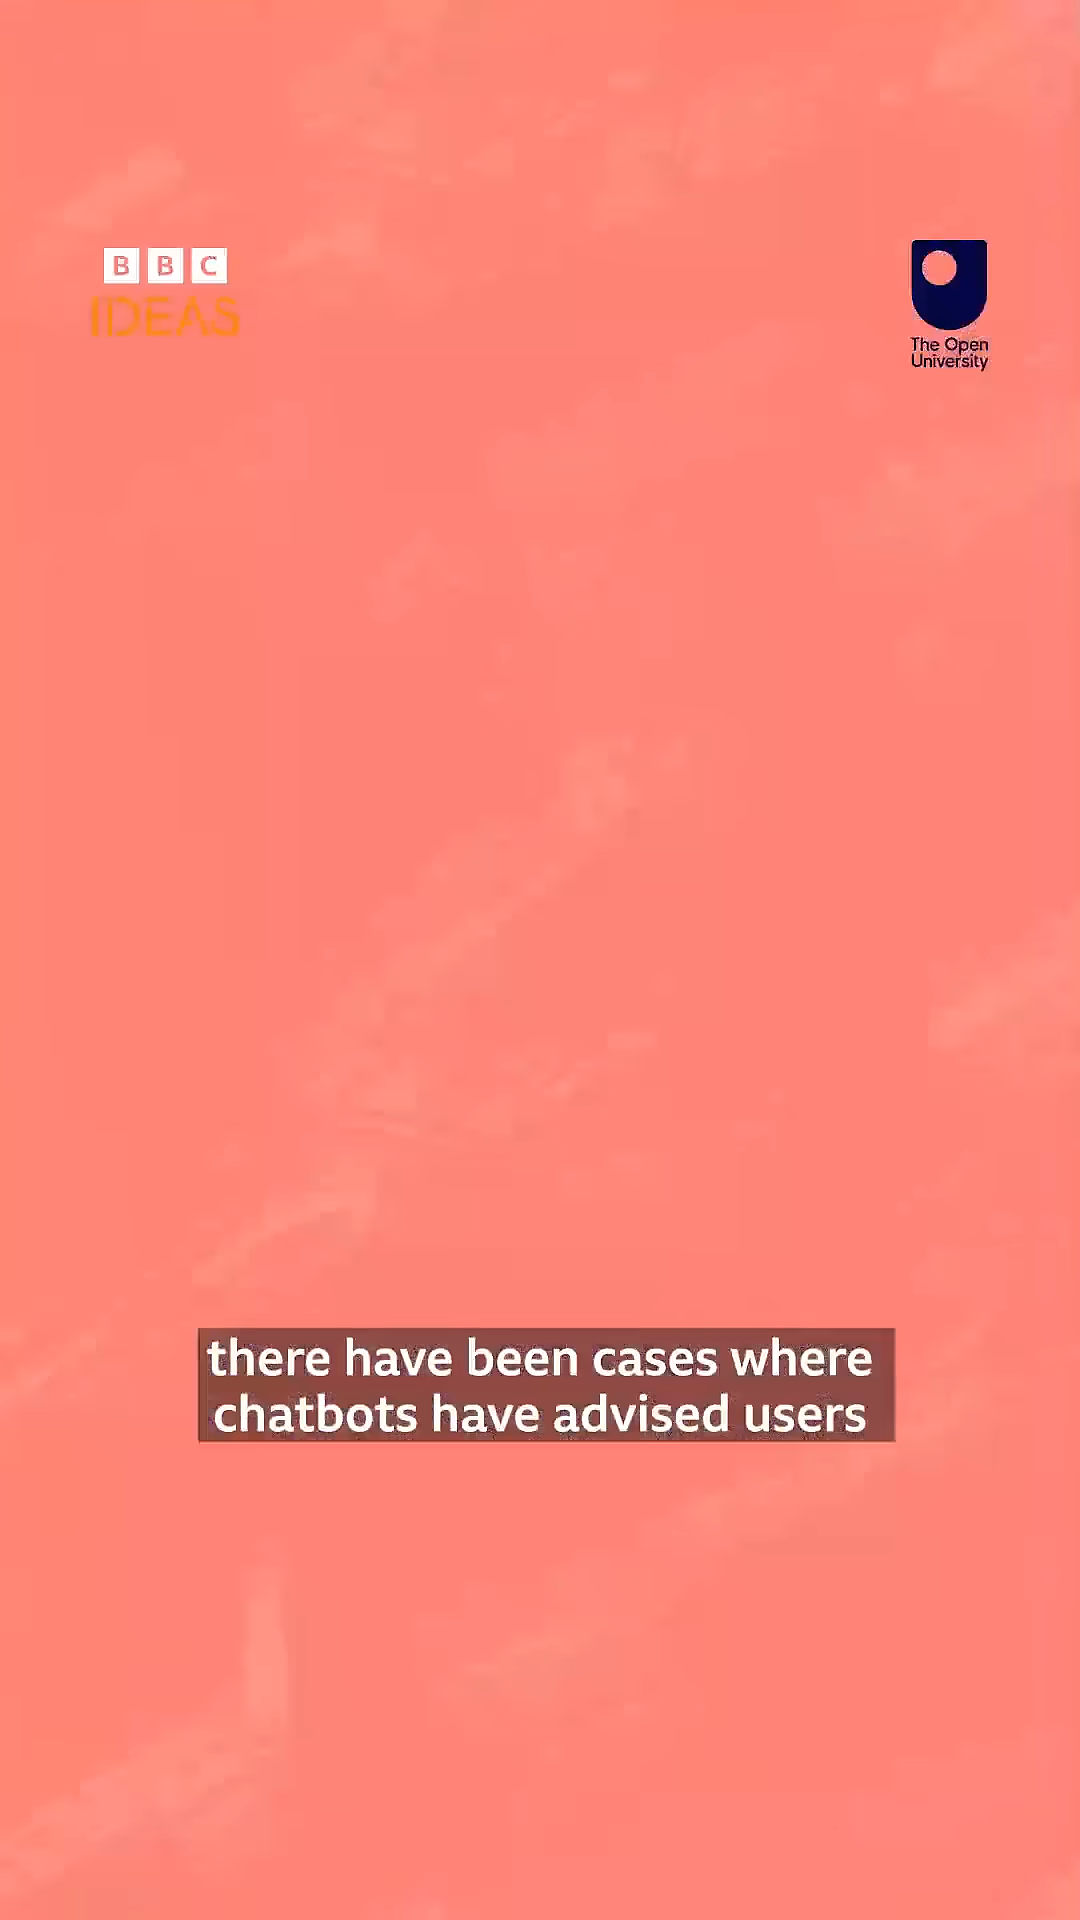 BBC
IDEAS
The Open
University
there have been cases where
chatbots have advised users